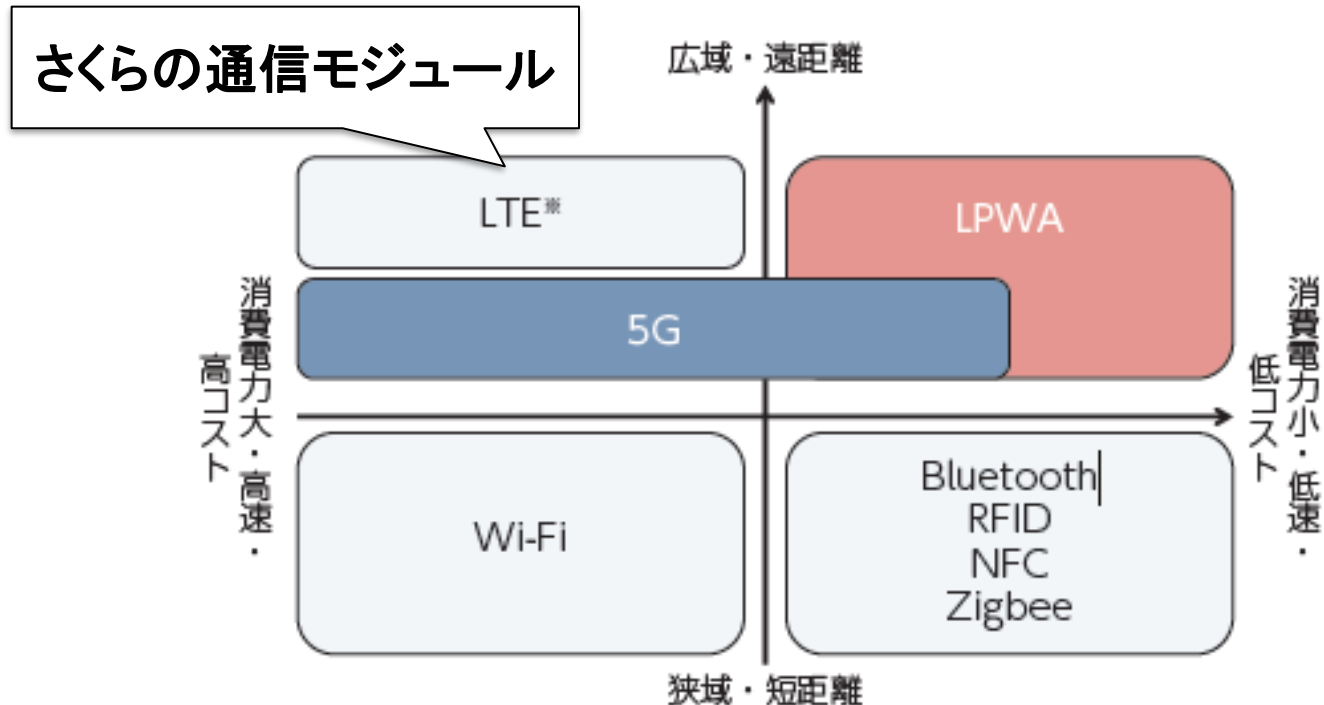 さくらの通信モジュール
広域・遠距離
LTE※
LPWA
5G
消費電力大・高速・
高コスト
消費電力小・低速・
低コスト
Wi-Fi
Bluetooth
RFID
NFC
Zigbee
狭域・短距離